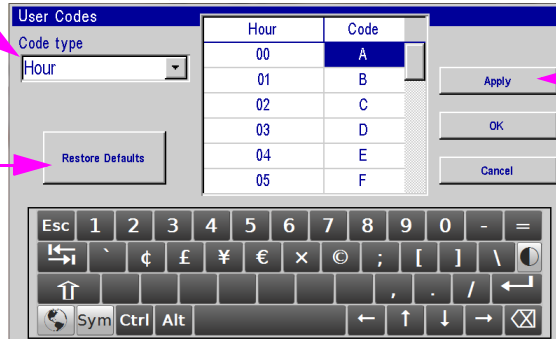 User Codes
Code type
Hour
Restore Defaults
Hour Code
00 A
01 B
02 C
03 D
04 E
05 F
Apply
OK
Cancel
Esc 1 2 3 4 5 6 7 8 9 0 - =
` ¢ £ ¥ € × © ; [ ] \
, . /
Sym Ctrl Alt ← ↑ ↓ →